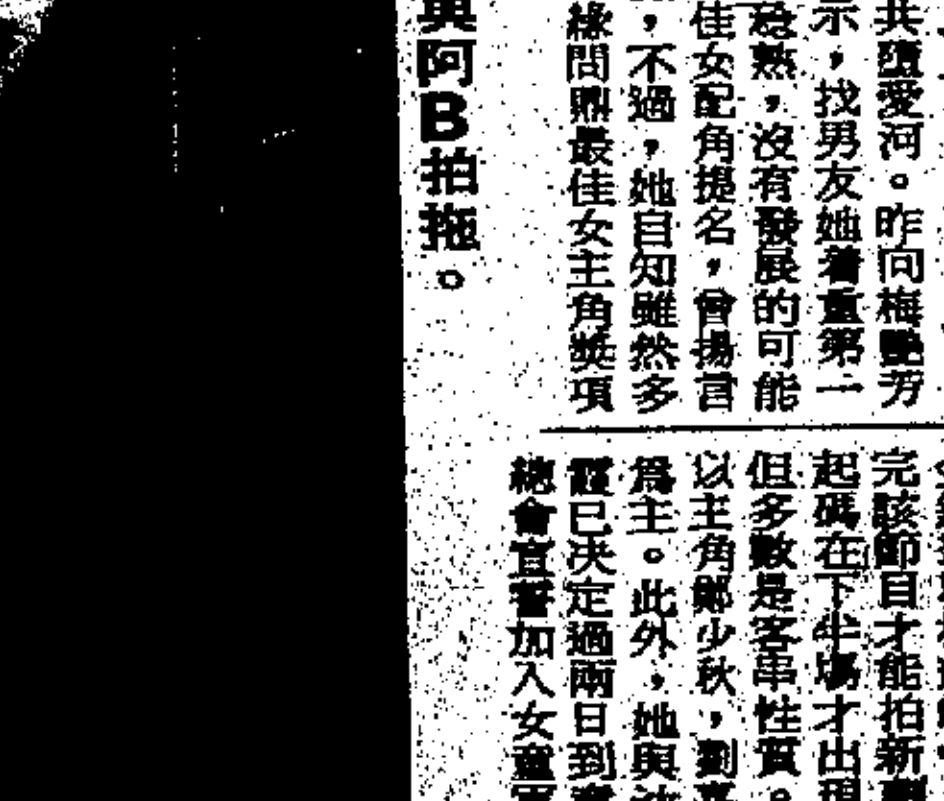 共墮愛河。昨向梅艷芳
示，找男友她着重第一
稔熟，沒有發展的可能
佳女配角提名，曾揚言
，不過，她自知雖然多
緣問鼎最佳女主角獎項
完該節目才能拍新
起碼在下半場才出現
但多數是客串性質。
以主角鄭少秋，劉
爲主。此外，她與
霞已決定過兩日到
總會宣誓加入女童軍
與阿B拍拖。